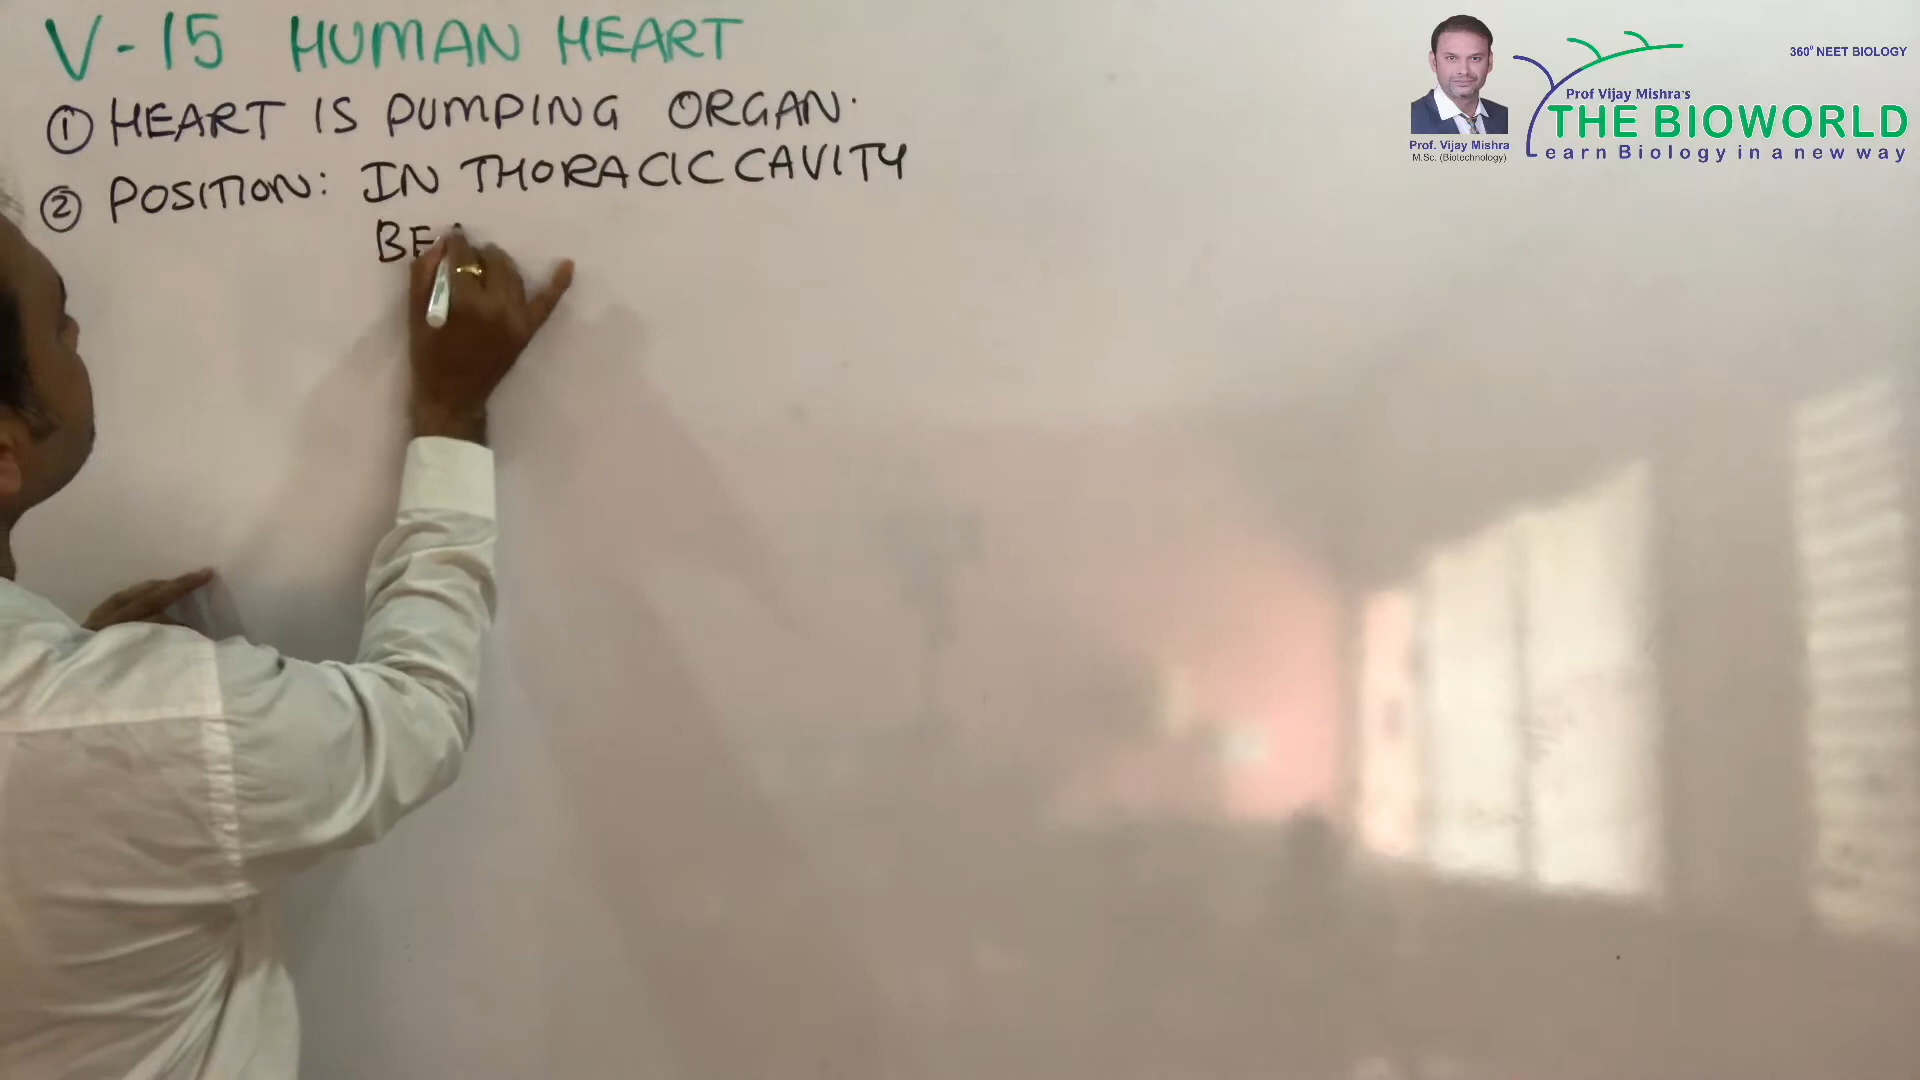 V-15 HUMAN HEART
① HEART IS PUMPING ORGAN.
② POSITION: IN THORACIC CAVITY
BE
360° NEET BIOLOGY
Prof Vijay Mishra's
THE BIOWORLD
Learn Biology in a new way
Prof. Vijay Mishra
M.Sc. (Biotechnology)